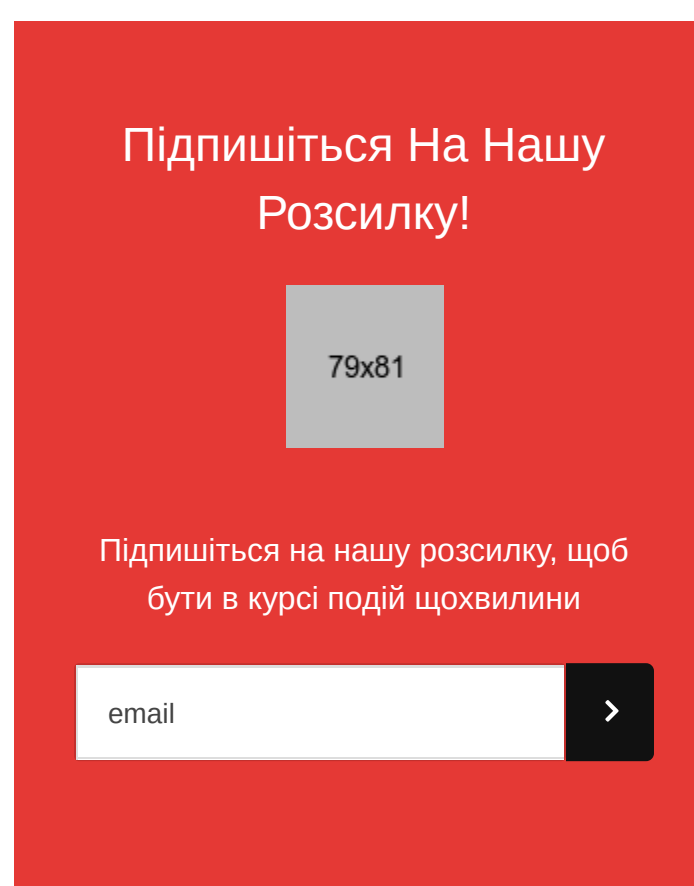 Підпишіться На Нашу
Розсилку!
79x81
Підпишіться на нашу розсилку, щоб
бути в курсі подій щохвилини
email